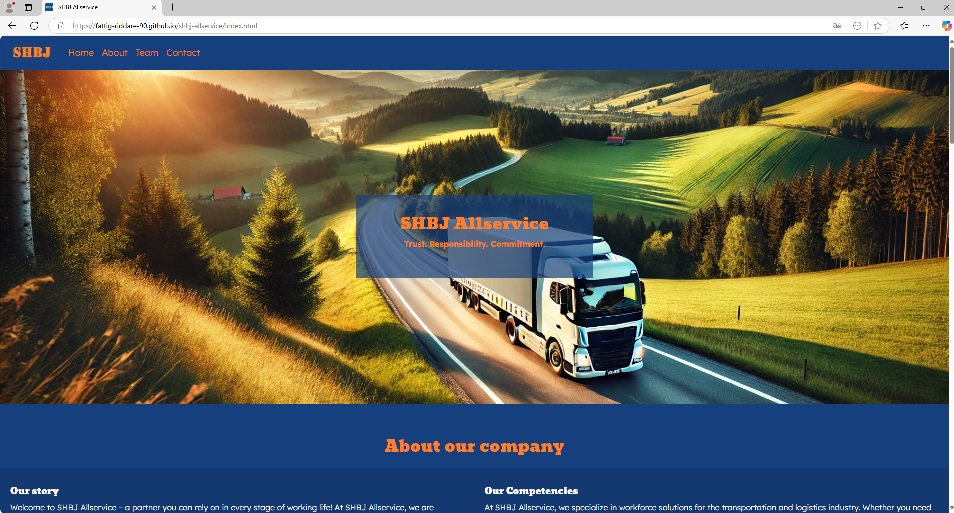 SHBJ Allservice
https://fattig-riddare-90.github.io/shbj-allservice/index.html
SHBJ
Home
About
Team
Contact
SHBJ Allservice
Trust. Responsibility. Commitment.
About our company
Our story
Welcome to SHBJ Allservice – a partner you can rely on in every stage of working life! At SHBJ Allservice, we are
Our Competencies
At SHBJ Allservice, we specialize in workforce solutions for the transportation and logistics industry. Whether you need